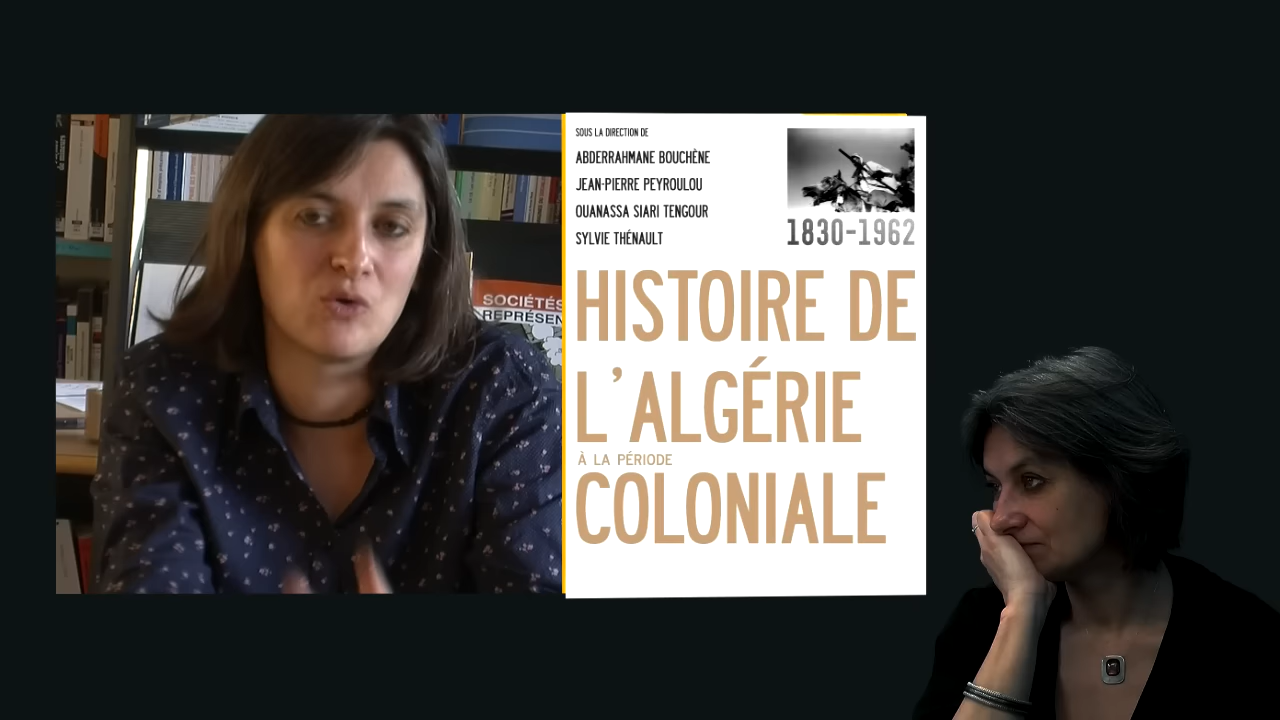 SOUS LA DIRECTION DE
ABDERRAHMANE BOUCHÈNE
JEAN-PIERRE PEYROULOU
OUANASSA SIARI TENGOUR
SYLVIE THÉNAULT
1830-1962
HISTOIRE DE
L'ALGÉRIE
À LA PÉRIODE
COLONIALE
SOCIÉTÉS
REPRÉSEN